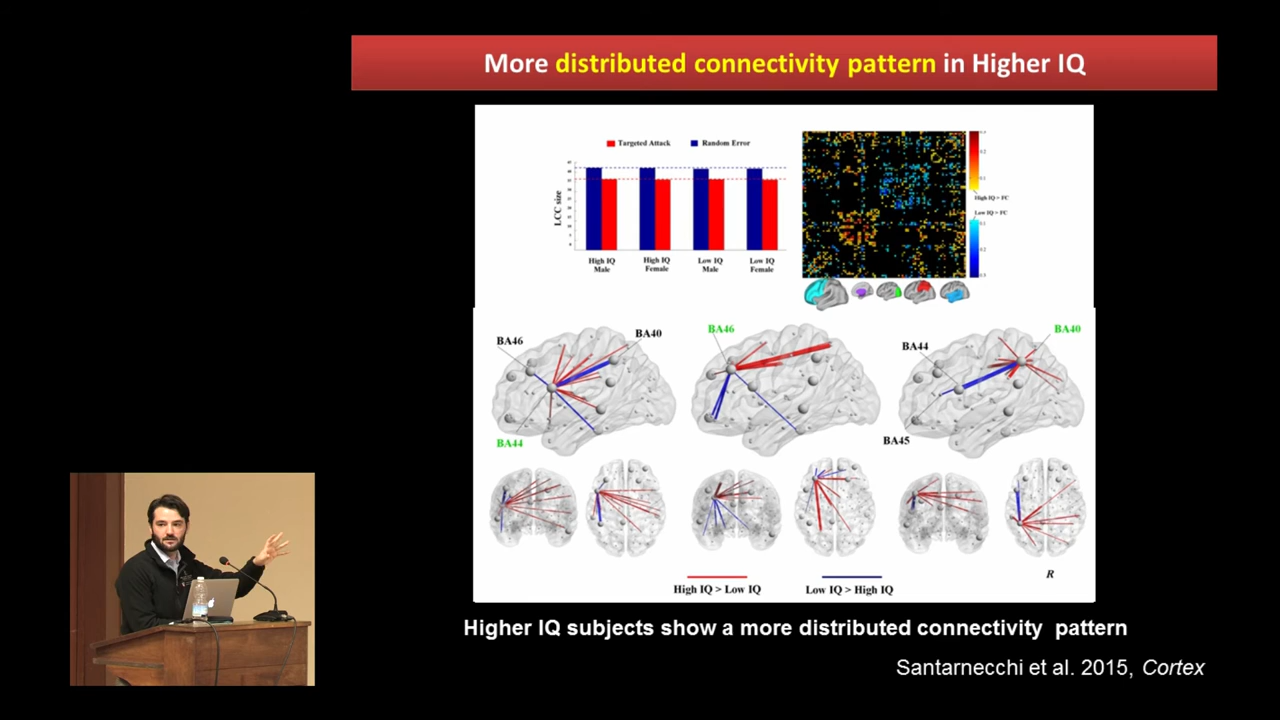 More distributed connectivity pattern in Higher IQ
Targeted Attack
Random Error
LCC size
High IQ
Male
High IQ
Female
Low IQ
Male
Low IQ
Female
High IQ > FC
Low IQ > FC
BA46
BA40
BA44
BA46
BA40
BA44
BA45
R
High IQ > Low IQ
Low IQ > High IQ
Higher IQ subjects show a more distributed connectivity pattern
Santarnecchi et al. 2015, Cortex